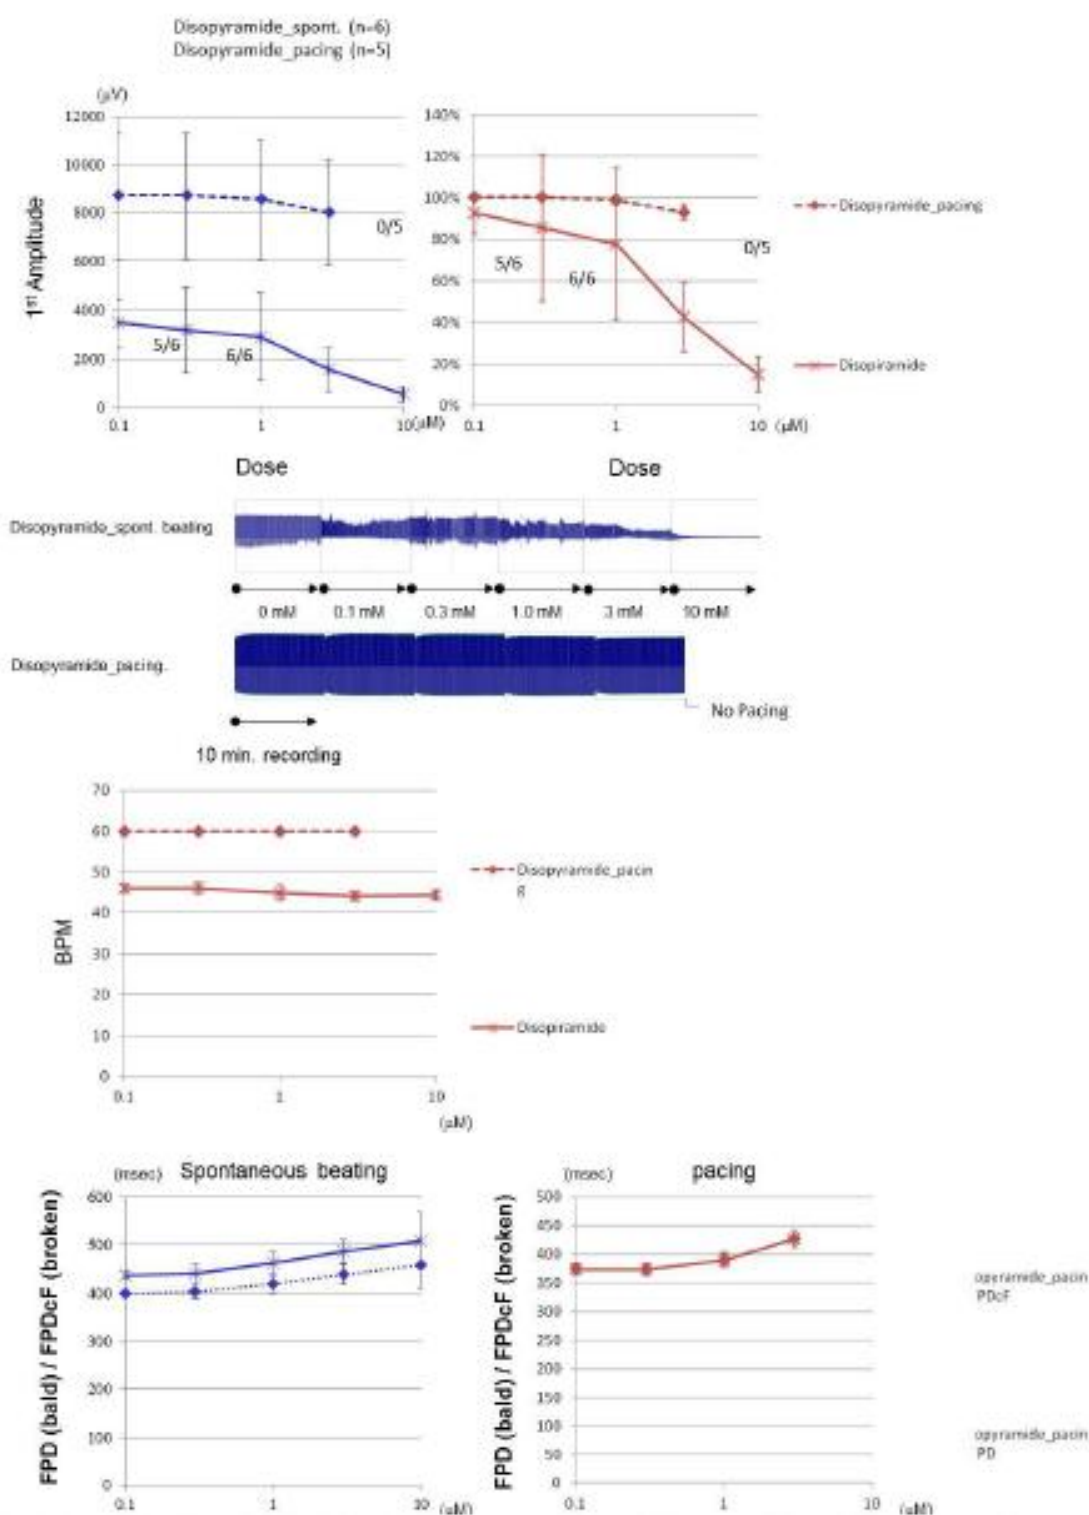 Disopyramide_spont. (n=6)
Disopyramide_pacing (n=5)
(μV)
12000
10000
8000
6000
4000
2000
0
1ST Amplitude
0/5
5/6
6/6
0.1
1
10(μM)
Dose
140%
120%
100%
80%
60%
40%
20%
0%
5/6
6/6
0/5
0.1
1
10 (μM)
Dose
Disopyramide_pacing
Disopiramide
Disopyramide_spont. beating
0 mM
0.1 mM
0.3 mM
1.0 mM
3 mM
Disopyramide_pacing.
No Pacing
10 min. recording
70
60
50
40
30
20
10
0
BPM
0.1
1
10
(μM)
Disopyramide_pacin
g
Disopiramide
(msec) Spontaneous beating
600
500
400
300
200
100
0
FPD (bald) / FPDcF (broken)
0.1
1
10
(μM)
(msec) pacing
500
450
400
350
300
250
200
150
100
50
0
FPD (bald) / FPDcF (broken)
0.1
1
10
(μM)
opyramide_pacin
PDcF
opyramide_pacin
PD